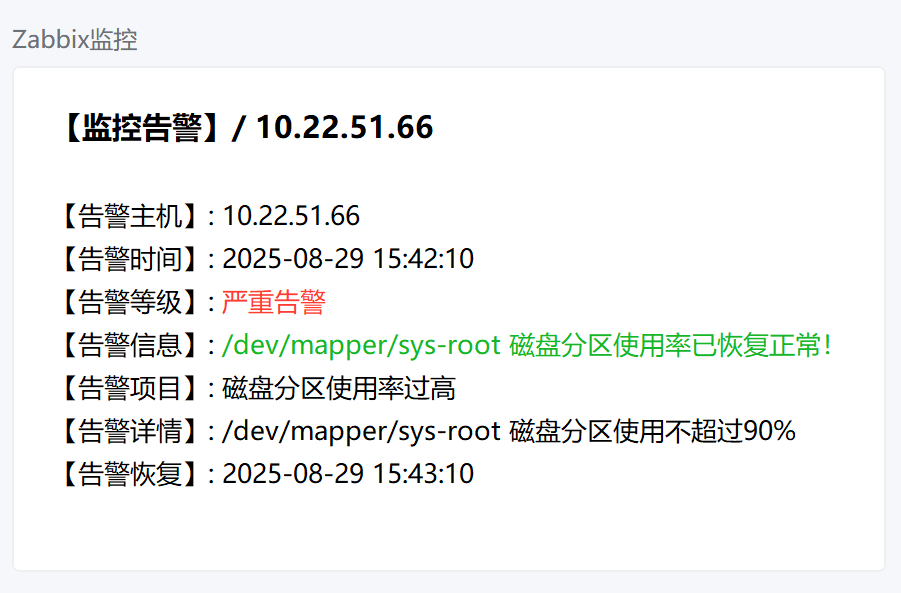 Zabbix监控
【监控告警】/ 10.22.51.66
【告警主机】: 10.22.51.66
【告警时间】: 2025-08-29 15:42:10
【告警等级】: 严重告警
【告警信息】: /dev/mapper/sys-root 磁盘分区使用率已恢复正常!
【告警项目】: 磁盘分区使用率过高
【告警详情】: /dev/mapper/sys-root 磁盘分区使用不超过90%
【告警恢复】: 2025-08-29 15:43:10